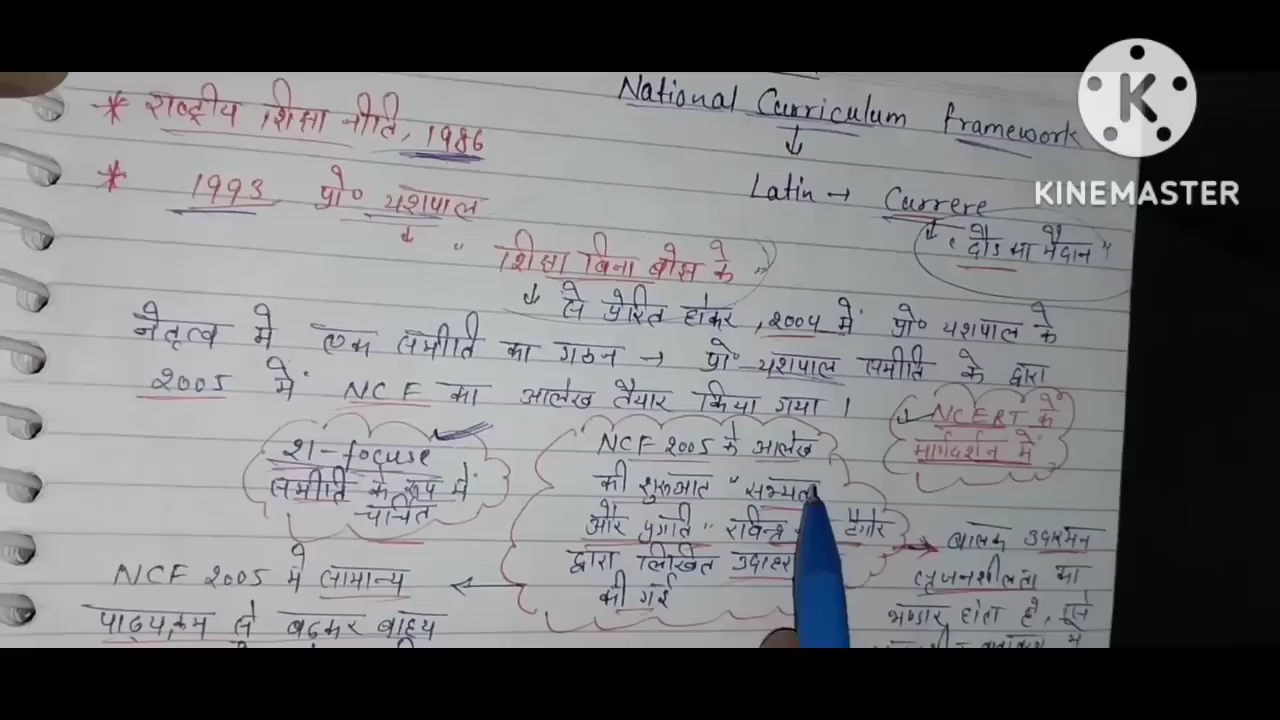 National Curriculum framework
* राष्ट्रीय शिक्षा नीति, 1986
↓
Latin → Currere
* 1993 प्रो० यशपाल
↓ "दौड़ का मैदान"
↓ "शिक्षा बिना बोझ के"
↓ से प्रेरित होकर, 2004 में प्रो० यशपाल के
नेतृत्व में एक समीति का गठन → प्रो० यशपाल समीति के द्वारा
2005 में NCF का आलेख तैयार किया गया।
↓ NCERT के
मार्गदर्शन में
21-focuse
समीति के रूप में
चर्चित
NCF 2005 के आलेख
की शुरुआत "सभ्यता
और प्रगति" रविन्द्र टैगोर
द्वारा लिखित
की गई
→ बालक
सृजनशीलता का
भण्डार होता है,
NCF 2005 में सामान्य ←
पाठ्यक्रम से बढकर बाह्य
KINEMASTER